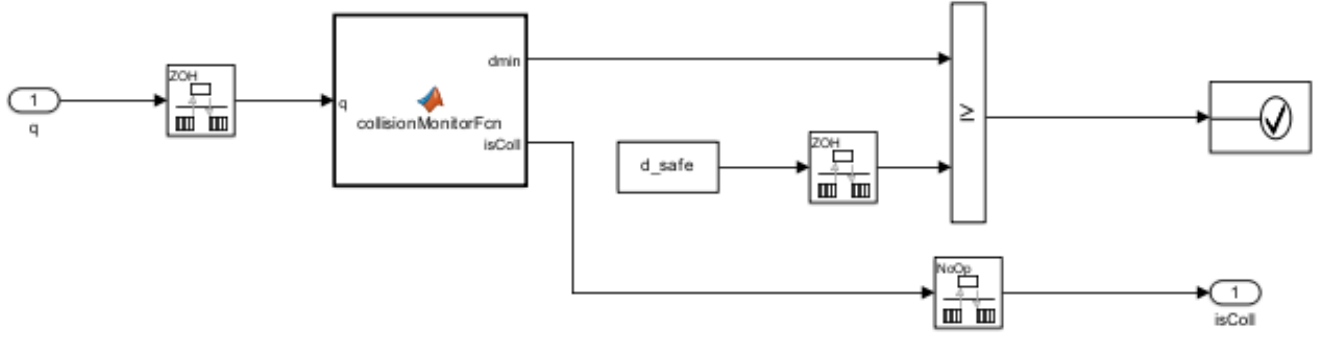 1
q
ZOH
q
dmin
collisionMonitorFcn
isColl
d_safe
ZOH
≥
NoOp
1
isColl